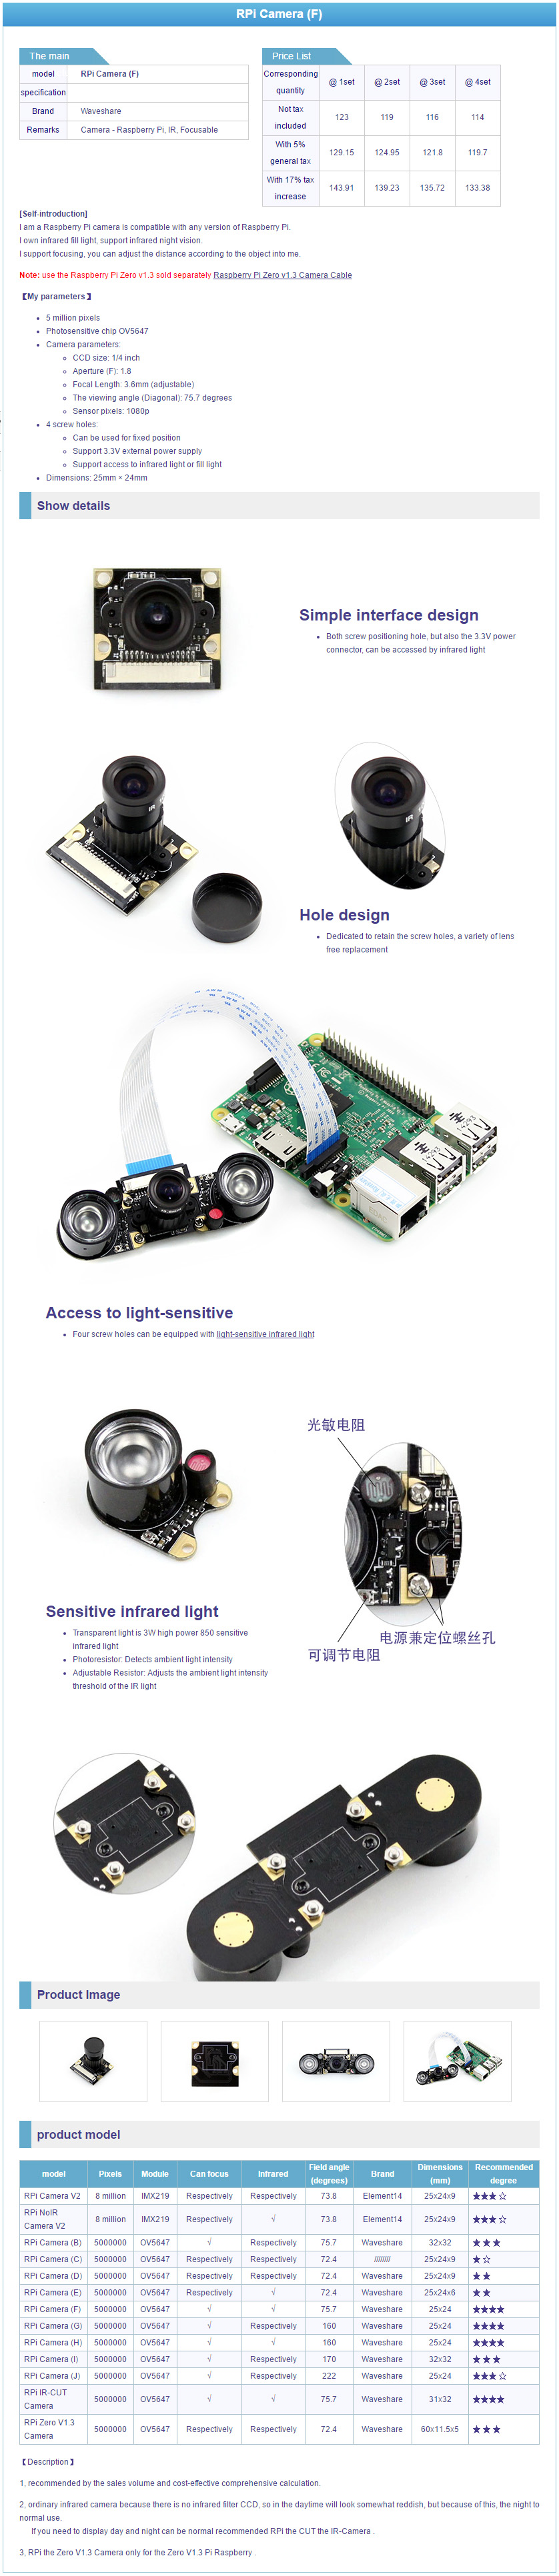 RPi Camera (F)
The main
model RPi Camera (F)
specification
Brand Waveshare
Remarks Camera - Raspberry Pi, IR, Focusable
Price List
Corresponding quantity @ 1set @ 2set @ 3set @ 4set
Not tax included 123 119 116 114
With 5% general tax 129.15 124.95 121.8 119.7
With 17% tax increase 143.91 139.23 135.72 133.38
[Self-introduction]
I am a Raspberry Pi camera is compatible with any version of Raspberry Pi.
I own infrared fill light, support infrared night vision.
I support focusing, you can adjust the distance according to the object into me.
Note: use the Raspberry Pi Zero v1.3 sold separately Raspberry Pi Zero v1.3 Camera Cable
【My parameters】
5 million pixels
Photosensitive chip OV5647
Camera parameters:
CCD size: 1/4 inch
Aperture (F): 1.8
Focal Length: 3.6mm (adjustable)
The viewing angle (Diagonal): 75.7 degrees
Sensor pixels: 1080p
4 screw holes:
Can be used for fixed position
Support 3.3V external power supply
Support access to infrared light or fill light
Dimensions: 25mm × 24mm
Show details
Simple interface design
Both screw positioning hole, but also the 3.3V power
connector, can be accessed by infrared light
IR
IR
Hole design
Dedicated to retain the screw holes, a variety of lens
free replacement
Access to light-sensitive
Four screw holes can be equipped with light-sensitive infrared light
光敏电阻
电源兼定位螺丝孔
可调节电阻
Sensitive infrared light
Transparent light is 3W high power 850 sensitive
infrared light
Photoresistor: Detects ambient light intensity
Adjustable Resistor: Adjusts the ambient light intensity
threshold of the IR light
Product Image
product model
model Pixels Module Can focus Infrared Field angle (degrees) Brand Dimensions (mm) Recommended degree
RPi Camera V2 8 million IMX219 Respectively Respectively 73.8 Element14 25x24x9 ★★★☆
RPi NoIR Camera V2 8 million IMX219 Respectively √ 73.8 Element14 25x24x9 ★★★☆
RPi Camera (B) 5000000 OV5647 √ Respectively 75.7 Waveshare 32x32 ★★★
RPi Camera (C) 5000000 OV5647 Respectively Respectively 72.4 //////// 25x24x9 ★☆
RPi Camera (D) 5000000 OV5647 Respectively Respectively 72.4 Waveshare 25x24x9 ★★
RPi Camera (E) 5000000 OV5647 Respectively √ 72.4 Waveshare 25x24x6 ★★
RPi Camera (F) 5000000 OV5647 √ √ 75.7 Waveshare 25x24 ★★★★
RPi Camera (G) 5000000 OV5647 √ Respectively 160 Waveshare 25x24 ★★★★
RPi Camera (H) 5000000 OV5647 √ √ 160 Waveshare 25x24 ★★★★
RPi Camera (I) 5000000 OV5647 √ Respectively 170 Waveshare 32x32 ★★★
RPi Camera (J) 5000000 OV5647 √ Respectively 222 Waveshare 25x24 ★★★☆
RPi IR-CUT Camera 5000000 OV5647 √ √ 75.7 Waveshare 31x32 ★★★★
RPi Zero V1.3 Camera 5000000 OV5647 Respectively Respectively 72.4 Waveshare 60x11.5x5 ★★★
【Description】
1, recommended by the sales volume and cost-effective comprehensive calculation.
2, ordinary infrared camera because there is no infrared filter CCD, so in the daytime will look somewhat reddish, but because of this, the night to
normal use.
If you need to display day and night can be normal recommended RPi the CUT the IR-Camera .
3, RPi the Zero V1.3 Camera only for the Zero V1.3 Pi Raspberry .